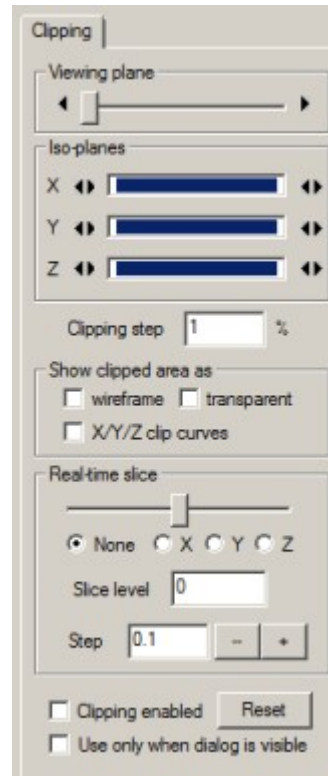 Clipping
Viewing plane
Iso-planes
X
Y
Z
Clipping step 1 %
Show clipped area as
wireframe transparent
X/Y/Z clip curves
Real-time slice
None X Y Z
Slice level 0
Step 0.1 - +
Clipping enabled Reset
Use only when dialog is visible